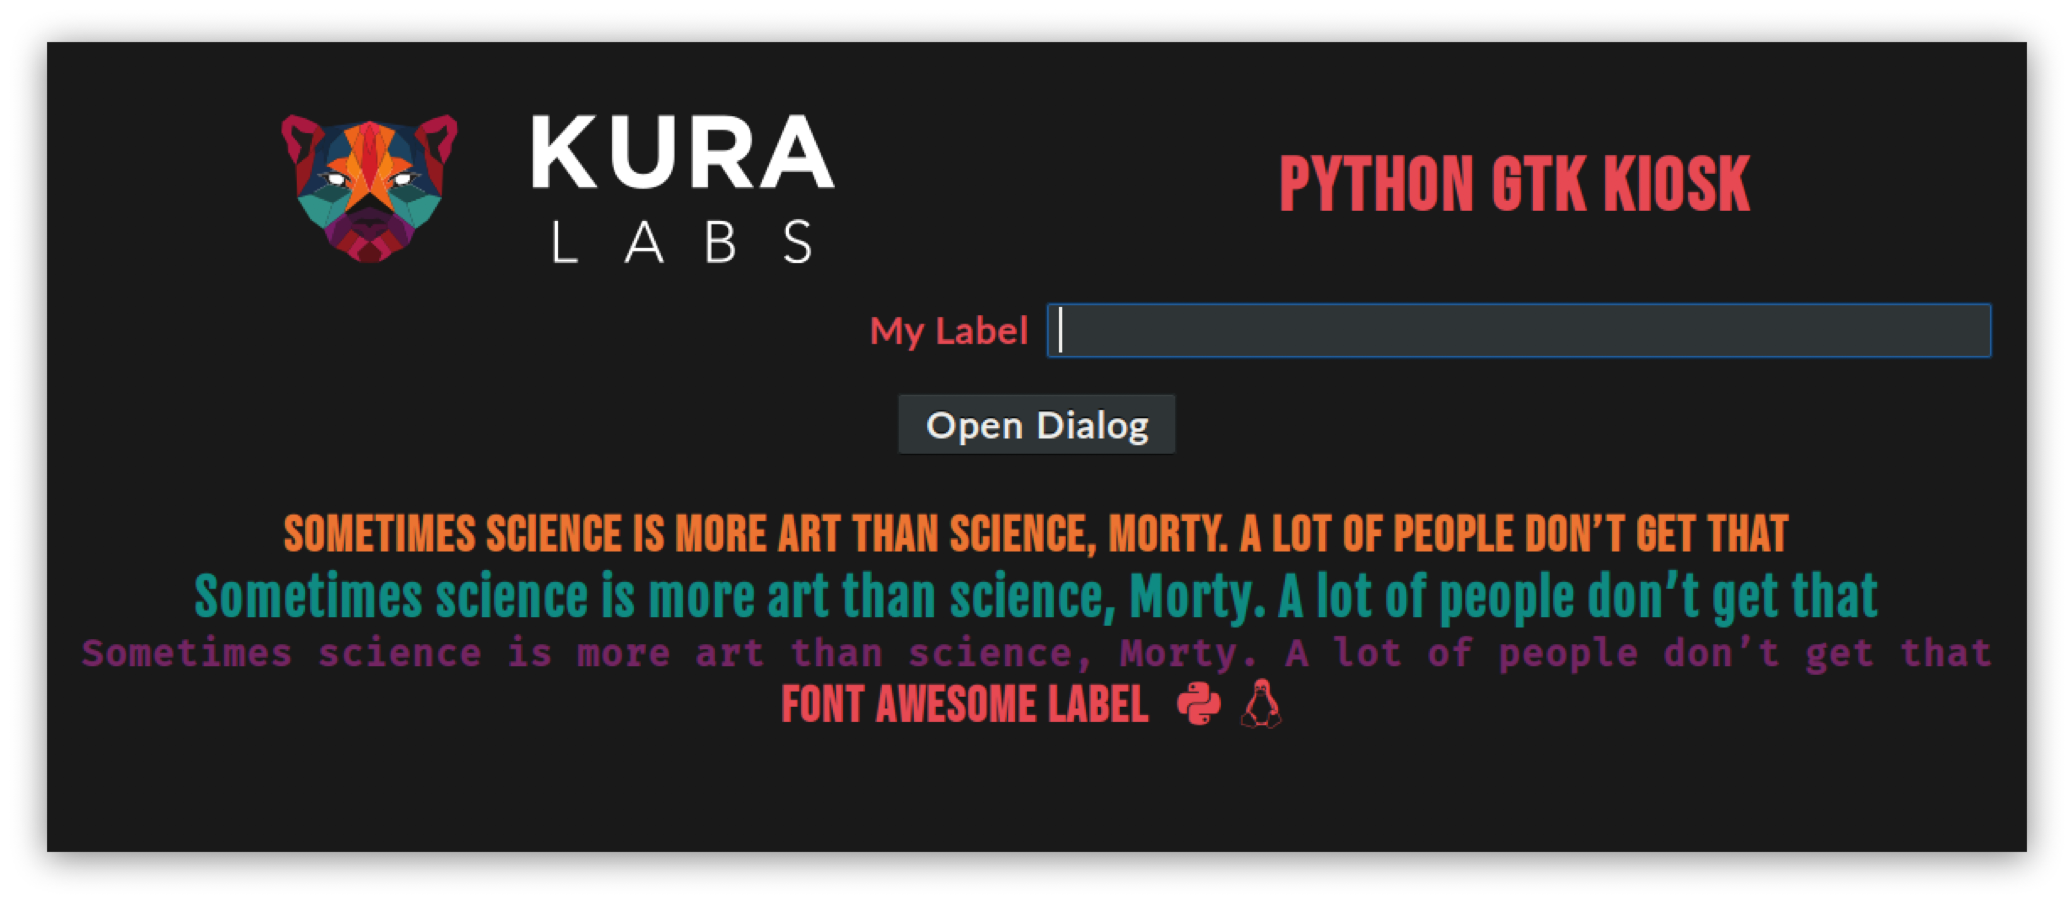 KURA
LABS
PYTHON GTK KIOSK
My Label
Open Dialog
SOMETIMES SCIENCE IS MORE ART THAN SCIENCE, MORTY. A LOT OF PEOPLE DON’T GET THAT
Sometimes science is more art than science, Morty. A lot of people don’t get that
Sometimes science is more art than science, Morty. A lot of people don’t get that
FONT AWESOME LABEL